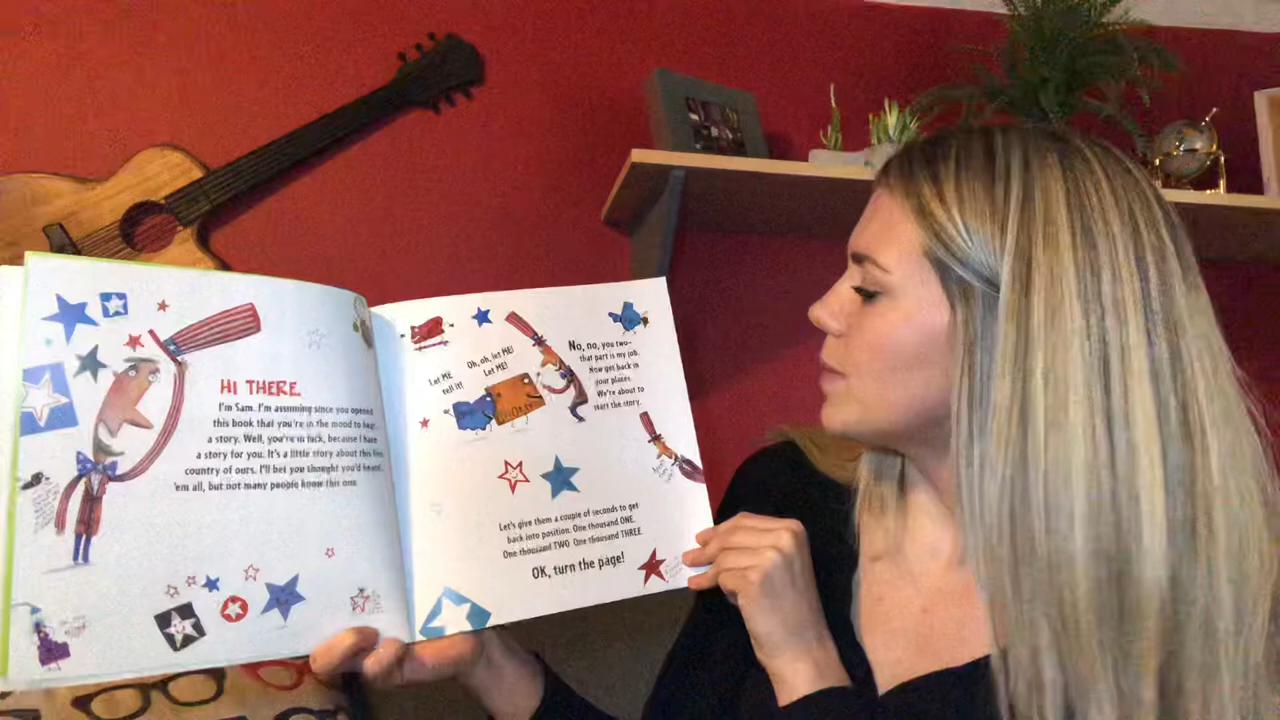 HI THERE.
I'm Sam. I'm assuming since you opened
this book that you're in the mood to hear
a story. Well, you're in luck, because I have
a story for you. It's a little story about this fine
country of ours. I'll bet you thought you'd heard
'em all, but not many people know this one.
Let ME
tell it!
Oh, oh, let ME!
Let ME!
No, no, you two–
that part is my job.
Now get back in
your places.
We're about to
start the story.
Let's give them a couple of seconds to get
back into position. One thousand ONE.
One thousand TWO. One thousand THREE.
OK, turn the page!